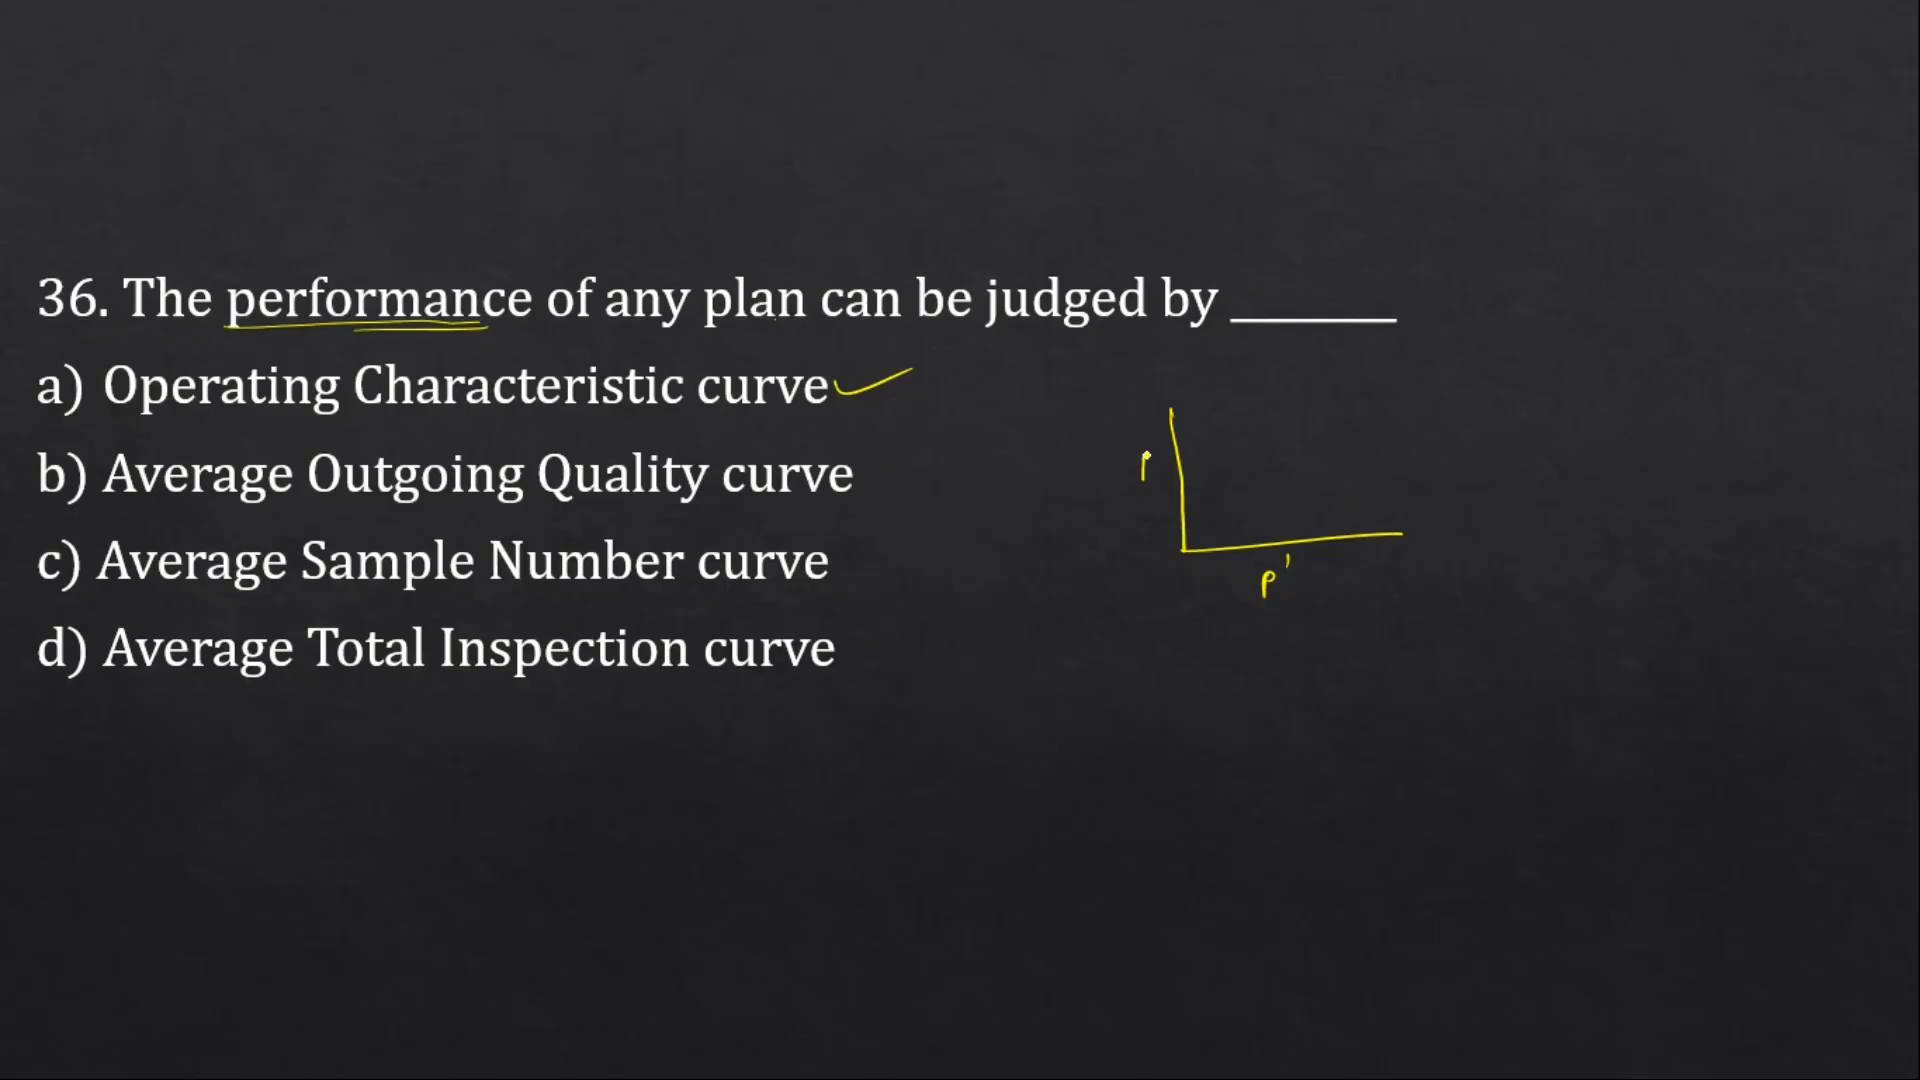 36. The performance of any plan can be judged by _______
a) Operating Characteristic curve
b) Average Outgoing Quality curve
c) Average Sample Number curve
d) Average Total Inspection curve
p'